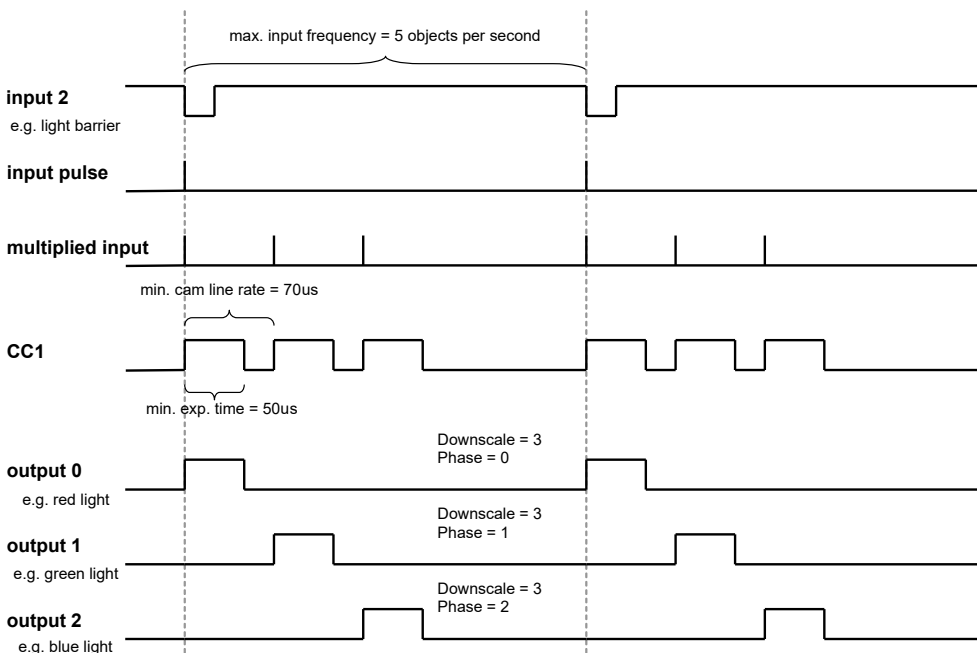 max. input frequency = 5 objects per second
input 2
e.g. light barrier
input pulse
multiplied input
min. cam line rate = 70us
CC1
min. exp. time = 50us
Downscale = 3
Phase = 0
output 0
e.g. red light
Downscale = 3
Phase = 1
output 1
e.g. green light
Downscale = 3
Phase = 2
output 2
e.g. blue light